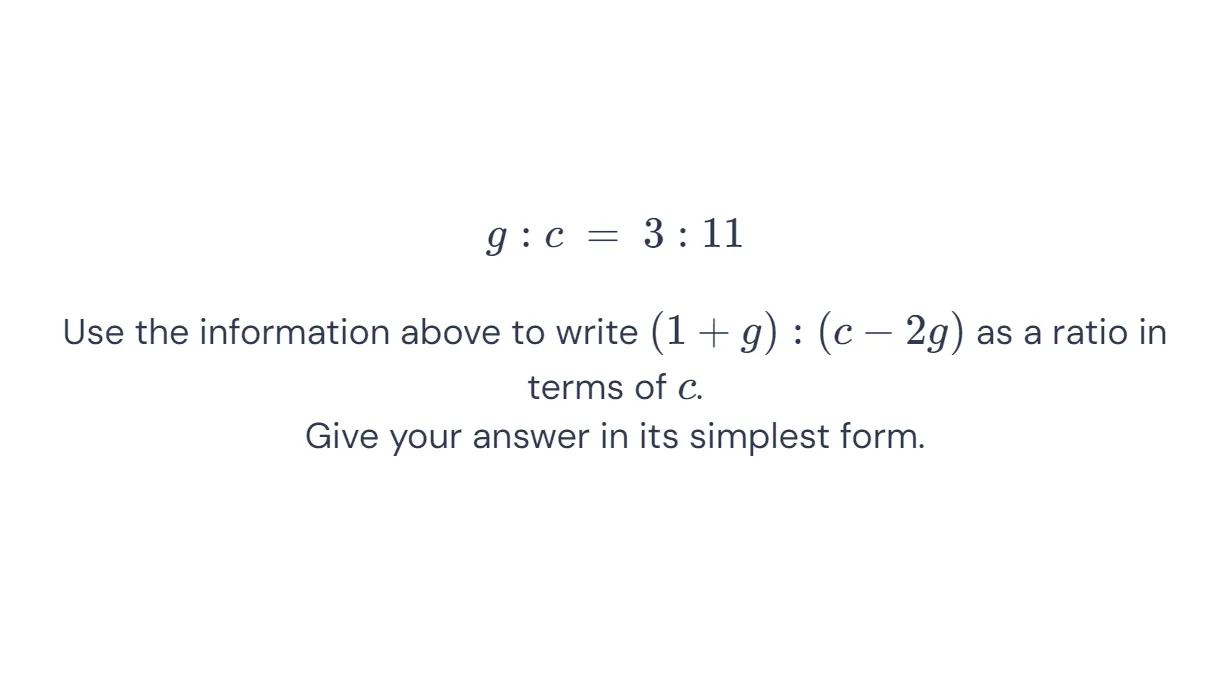 g : c = 3 : 11
Use the information above to write (1 + g) : (c − 2g) as a ratio in
terms of c.
Give your answer in its simplest form.